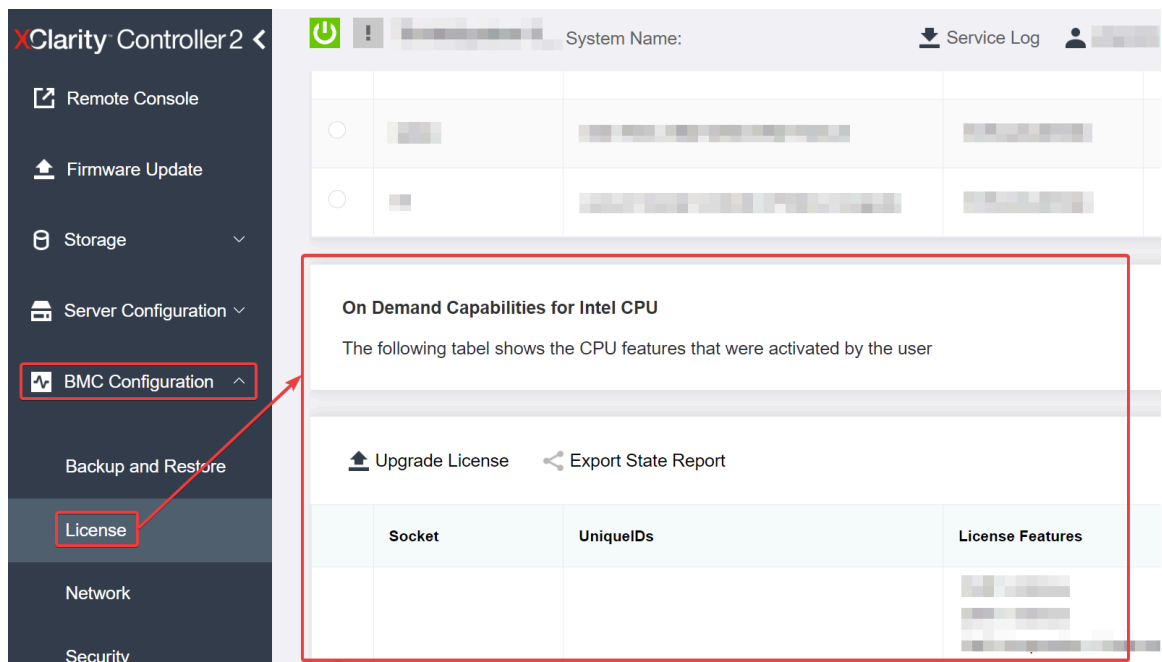 XClarity Controller 2
System Name:
Service Log
Remote Console
Firmware Update
Storage
Server Configuration
BMC Configuration
Backup and Restore
License
Network
Security
On Demand Capabilities for Intel CPU
The following tabel shows the CPU features that were activated by the user
Upgrade License Export State Report
Socket UniqueIDs License Features